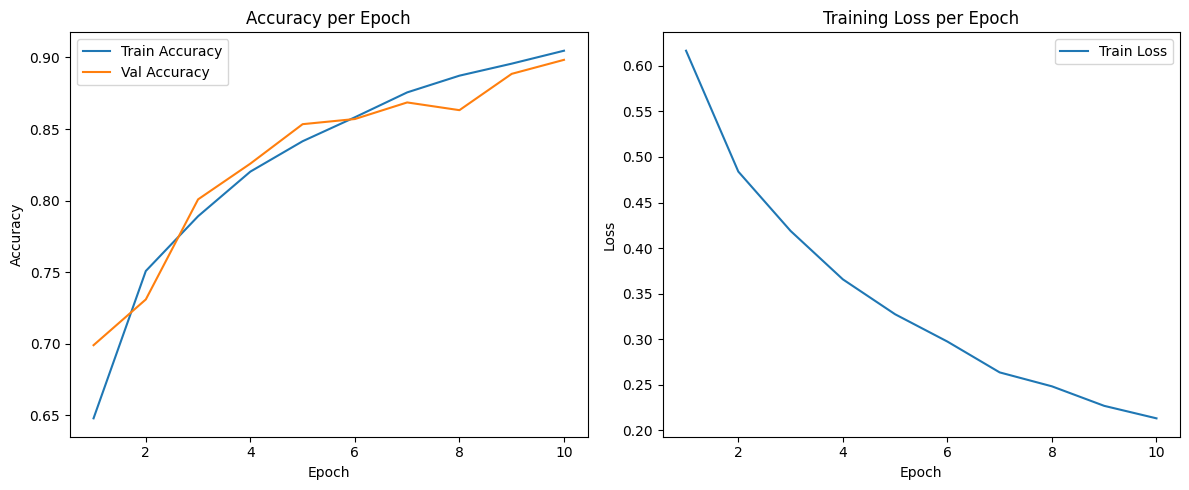 Accuracy per Epoch
Train Accuracy
Val Accuracy
0.90
0.85
0.80
0.75
0.70
0.65
Accuracy
2 4 6 8 10
Epoch
Training Loss per Epoch
Train Loss
0.60
0.55
0.50
0.45
0.40
0.35
0.30
0.25
0.20
Loss
2 4 6 8 10
Epoch